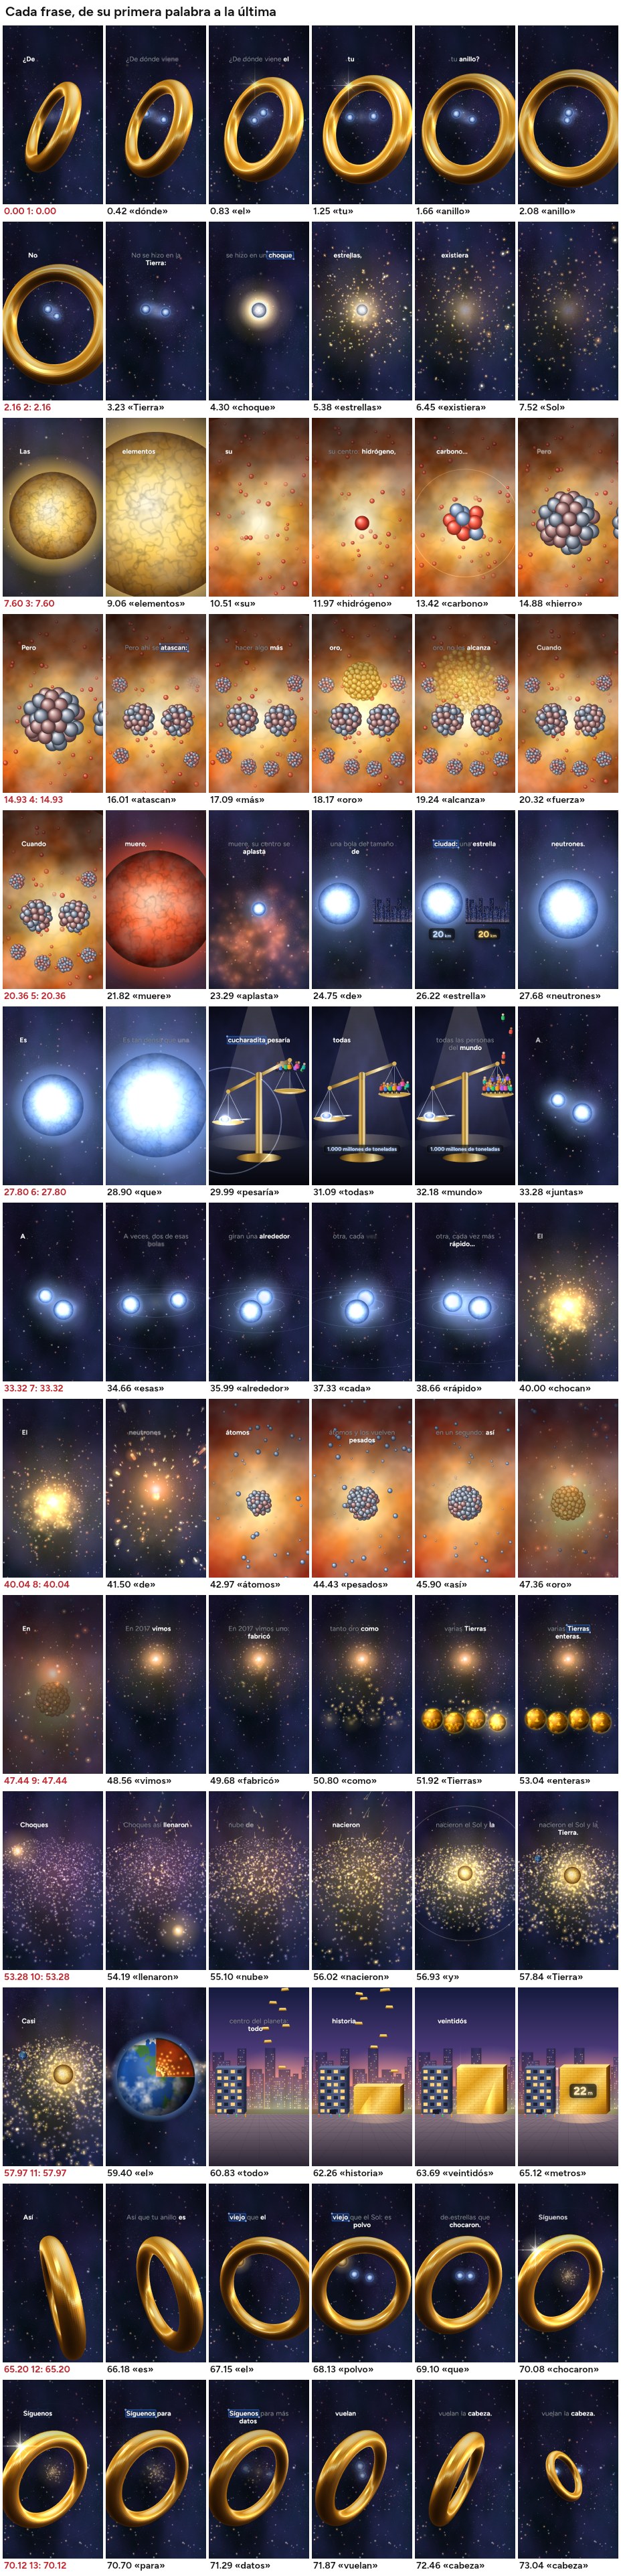 Cada frase, de su primera palabra a la última
¿De
¿De dónde viene
¿De dónde viene el
tu
tu anillo?
0.00 1: 0.00
0.42 «dónde»
0.83 «el»
1.25 «tu»
1.66 «anillo»
2.08 «anillo»
No
No se hizo en la
Tierra:
se hizo en un choque
estrellas,
existiera
2.16 2: 2.16
3.23 «Tierra»
4.30 «choque»
5.38 «estrellas»
6.45 «existiera»
7.52 «Sol»
Las
elementos
su
su centro: hidrógeno,
carbono...
Pero
7.60 3: 7.60
9.06 «elementos»
10.51 «su»
11.97 «hidrógeno»
13.42 «carbono»
14.88 «hierro»
Pero
Pero ahí se atascan:
hacer algo más
oro,
oro, no les alcanza
Cuando
14.93 4: 14.93
16.01 «atascan»
17.09 «más»
18.17 «oro»
19.24 «alcanza»
20.32 «fuerza»
Cuando
muere,
muere, su centro se
aplasta
una bola del tamaño
de
ciudad: una estrella
20 km
20 km
neutrones.
20.36 5: 20.36
21.82 «muere»
23.29 «aplasta»
24.75 «de»
26.22 «estrella»
27.68 «neutrones»
Es
una
cucharadita pesaría
todas
1.000 millones de toneladas
todas las personas
del mundo
1.000 millones de toneladas
A
27.80 6: 27.80
28.90 «que»
29.99 «pesaría»
31.09 «todas»
32.18 «mundo»
33.28 «juntas»
A
A veces, dos de esas
bolas
giran una alrededor
otra, cada vez
otra, cada vez más
rápido...
El
33.32 7: 33.32
34.66 «esas»
35.99 «alrededor»
37.33 «cada»
38.66 «rápido»
40.00 «chocan»
El
neutrones
átomos
átomos y los vuelven
pesados
en un segundo: así
40.04 8: 40.04
41.50 «de»
42.97 «átomos»
44.43 «pesados»
45.90 «así»
47.36 «oro»
En
En 2017 vimos
En 2017 vimos uno:
fabricó
tanto oro como
varias Tierras
varias Tierras
enteras.
47.44 9: 47.44
48.56 «vimos»
49.68 «fabricó»
50.80 «como»
51.92 «Tierras»
53.04 «enteras»
Choques
Choques así llenaron
nube de
nacieron
nacieron el Sol y la
nacieron el Sol y la
Tierra.
53.28 10: 53.28
54.19 «llenaron»
55.10 «nube»
56.02 «nacieron»
56.93 «y»
57.84 «Tierra»
Casi
centro del planeta:
todo
historia
veintidós
22 m
57.97 11: 57.97
59.40 «el»
60.83 «todo»
62.26 «historia»
63.69 «veintidós»
65.12 «metros»
Así
Así que tu anillo es
viejo que el
viejo que el Sol: es
polvo
de estrellas que
chocaron.
Síguenos
65.20 12: 65.20
66.18 «es»
67.15 «el»
68.13 «polvo»
69.10 «que»
70.08 «chocaron»
Síguenos
Síguenos para
Síguenos para más
datos
vuelan
vuelan la cabeza.
vuelan la cabeza.
70.12 13: 70.12
70.70 «para»
71.29 «datos»
71.87 «vuelan»
72.46 «cabeza»
73.04 «cabeza»